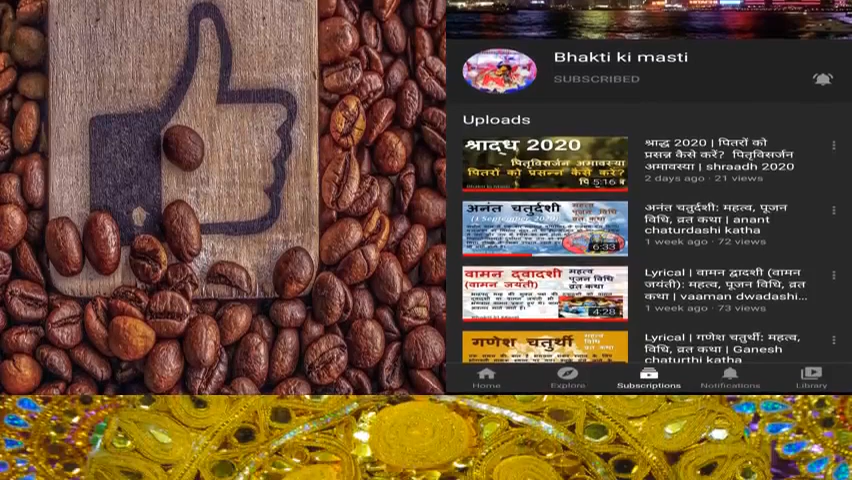 Bhakti ki masti
SUBSCRIBED
Uploads
श्राद्ध 2020
पितृविसर्जन अमावस्या
पितरों को प्रसन्न कैसे करें?
5:16
श्राद्ध 2020 | पितरों को
प्रसन्न कैसे करें? पितृविसर्जन
अमावस्या | shraadh 2020
2 days ago · 21 views
अनंत चतुर्दशी
(1 September, 2020)
महत्व
पूजन विधि
व्रत कथा
6:33
अनंत चतुर्दशी: महत्व, पूजन
विधि, व्रत कथा | anant
chaturdashi katha
1 week ago · 72 views
वामन द्वादशी
(वामन जयंती)
महत्व
पूजन विधि
व्रत कथा
4:28
Lyrical | वामन द्वादशी (वामन
जयंती): महत्व, पूजन विधि, व्रत
कथा | vaaman dwadashi...
1 week ago · 73 views
गणेश चतुर्थी
महत्व
पूजन विधि
व्रत कथा
Lyrical | गणेश चतुर्थी: महत्व,
विधि, व्रत कथा | Ganesh
chaturthi katha
Home
Explore
Subscriptions
Notifications
Library